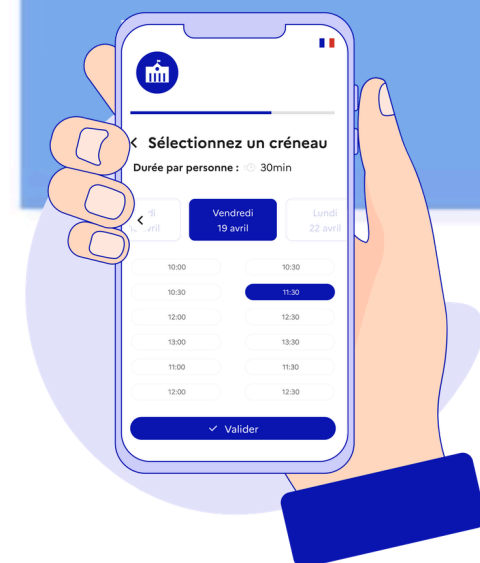 Sélectionnez un créneau
Durée par personne : 30min
Vendredi Lundi
19 avril 22 avril
10:00 10:30
10:30 11:30
12:00 12:30
13:00 13:30
11:00 11:30
12:00 12:30
Valider